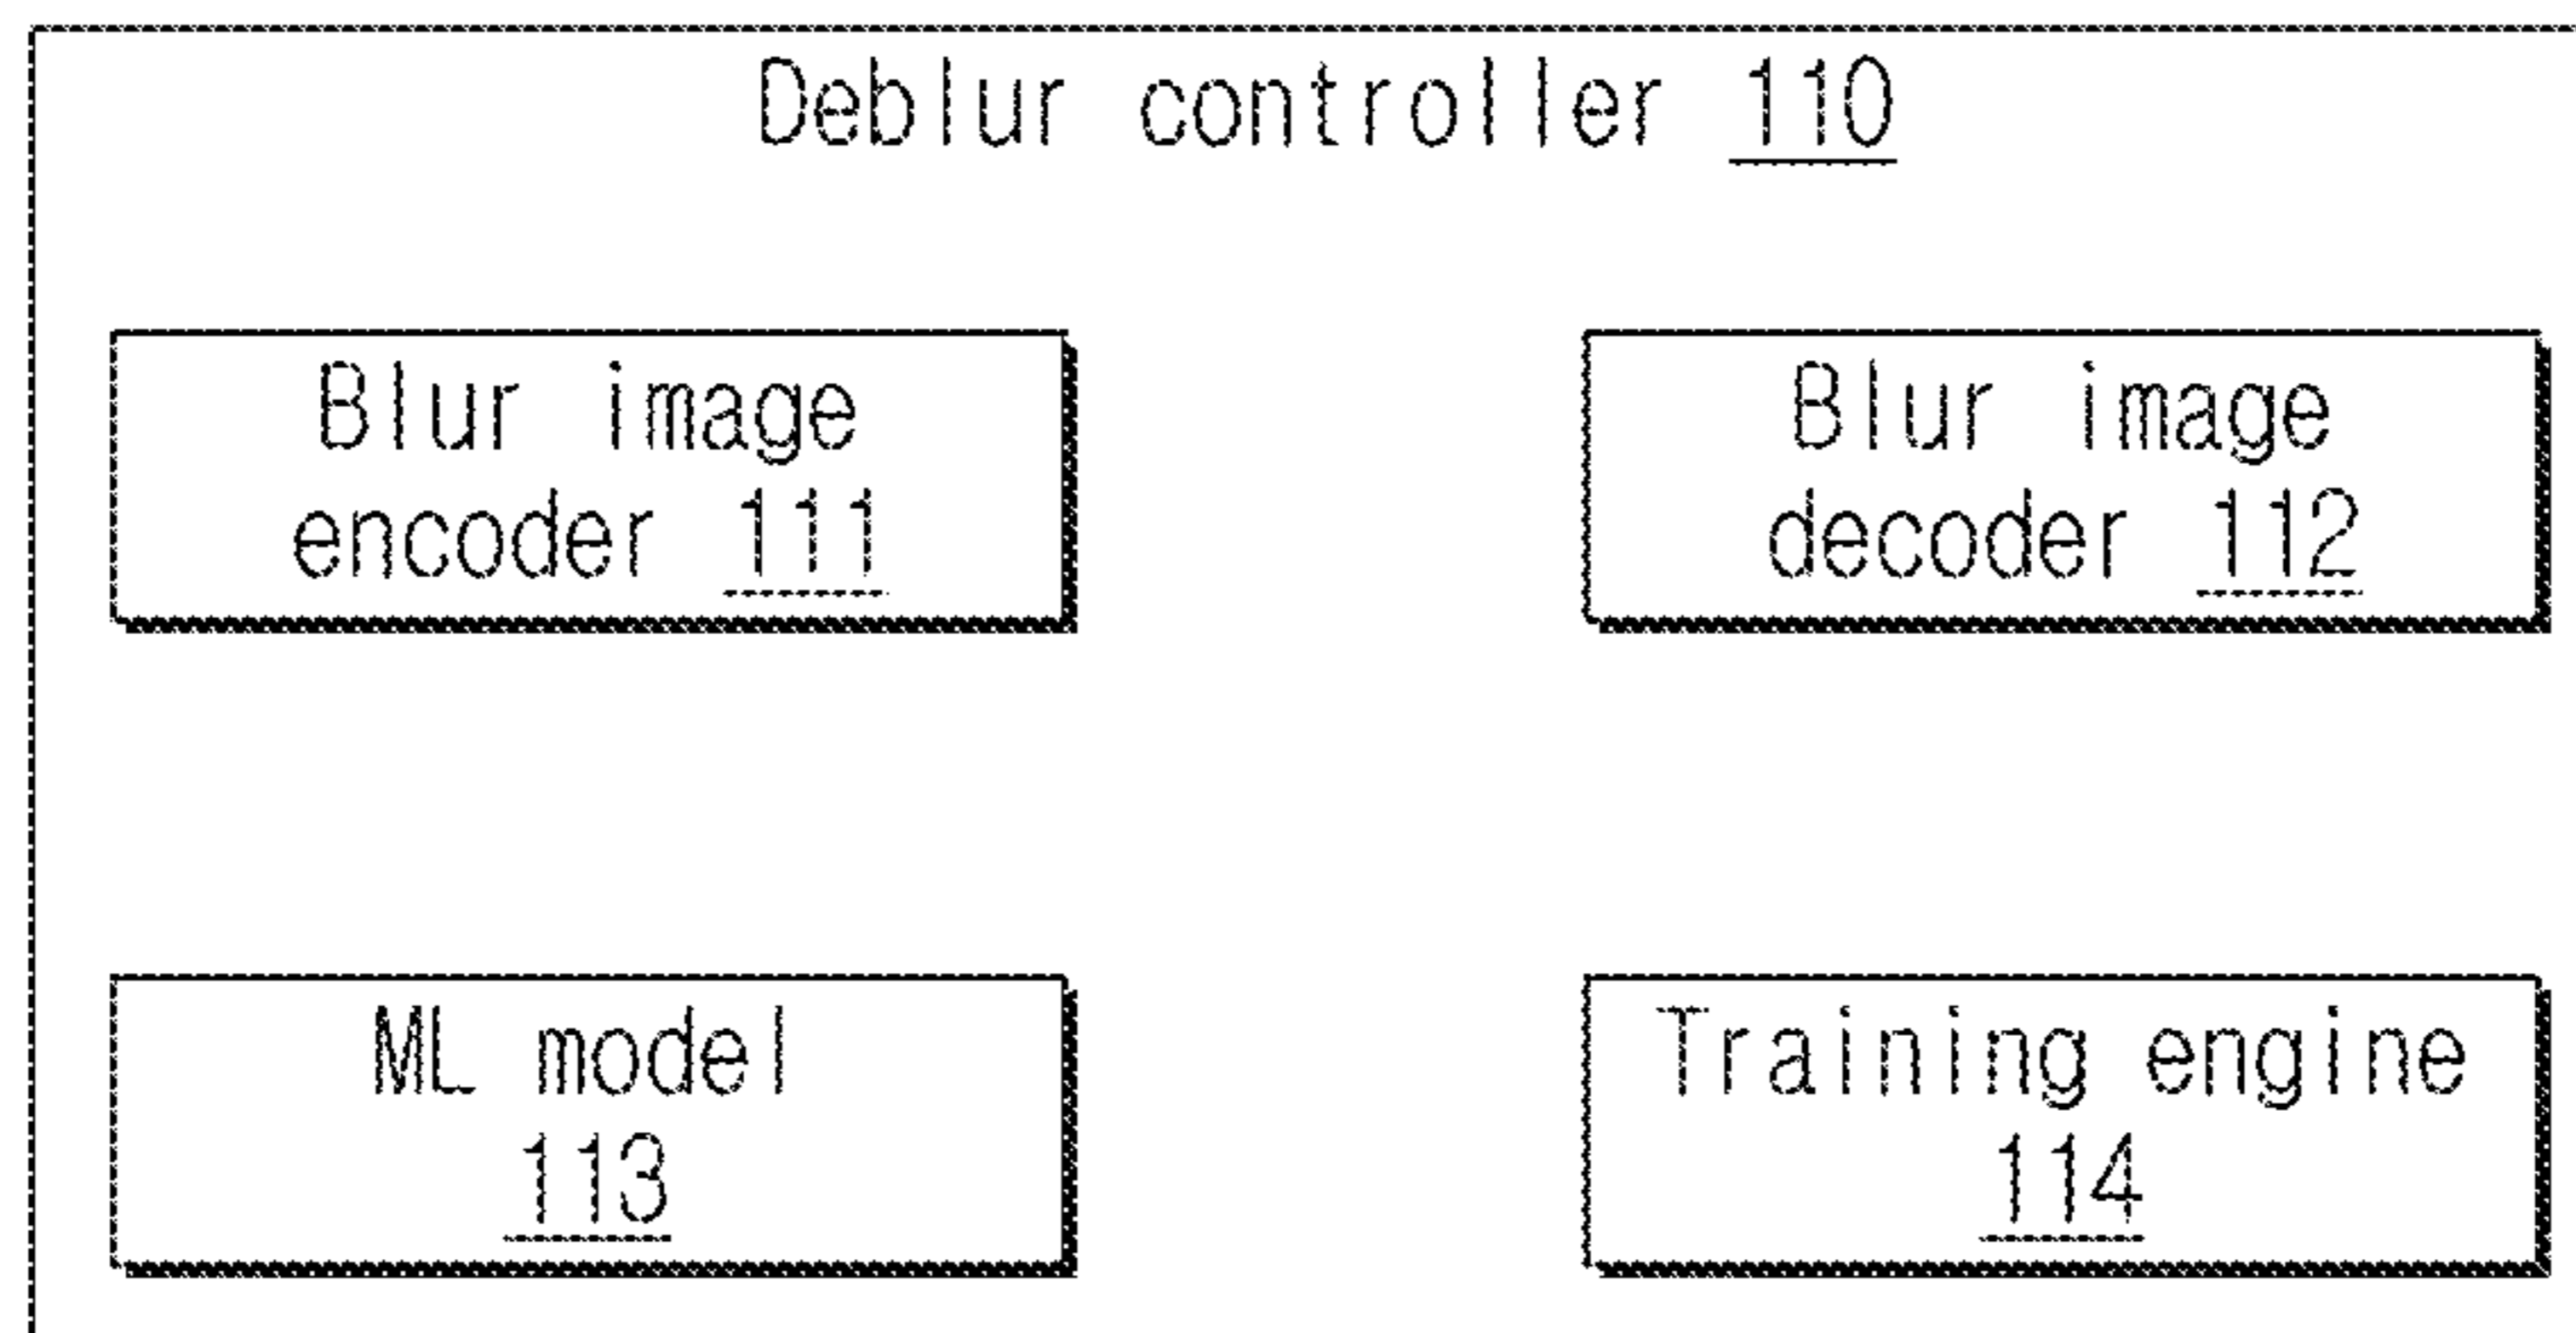 Deblur controller 110
Blur image
encoder 111
Blur image
decoder 112
ML model
113
Training engine
114